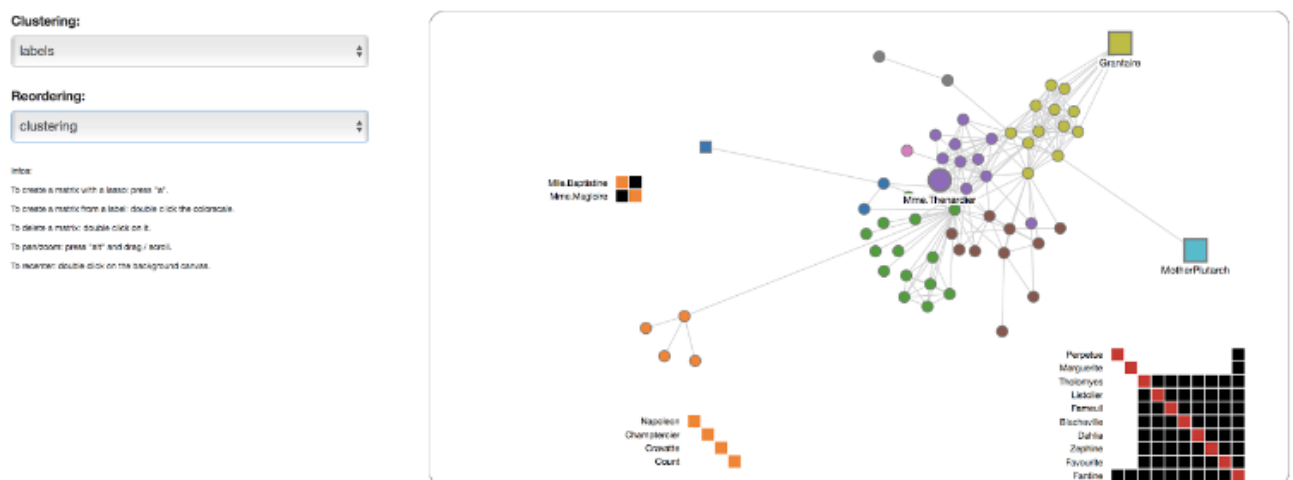 Clustering:
labels
Reordering:
clustering
Infos:
To create a matrix with a lasso: press "a".
To create a matrix from a label: double click the colorscale.
To delete a matrix: double click on it.
To pan/zoom: press "alt" and drag / scroll.
To recenter: double click on the background canvas.
Grantaire
Mlle.Baptistine
Mme.Magloire
Mme.Thenardier
MotherPlutarch
Perpetue
Marguerite
Tholomyes
Listolier
Fameuil
Blacheville
Dahlia
Zephine
Favourite
Fantine
Napoleon
Champtercier
Cravatte
Count